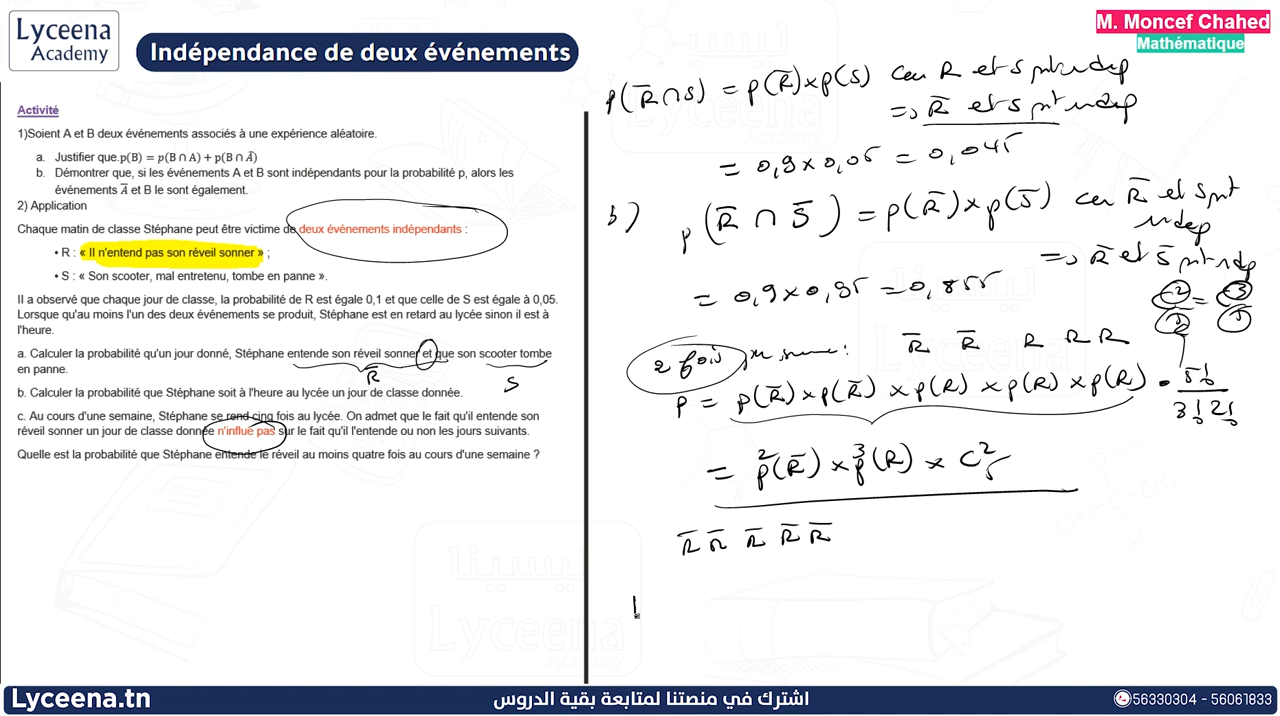 Lyceena
Academy
Indépendance de deux événements
M. Moncef Chahed
Mathématique
Activité
1)Soient A et B deux événements associés à une expérience aléatoire.
a. Justifier que p(B) = p(B ∩ A) + p(B ∩ A̅)
b. Démontrer que, si les événements A et B sont indépendants pour la probabilité p, alors les
événements A̅ et B le sont également.
2) Application
Chaque matin de classe Stéphane peut être victime de deux événements indépendants :
• R : « Il n'entend pas son réveil sonner » ;
• S : « Son scooter, mal entretenu, tombe en panne ».
Il a observé que chaque jour de classe, la probabilité de R est égale 0,1 et que celle de S est égale à 0,05.
Lorsqu'au moins l'un des deux événements se produit, Stéphane est en retard au lycée sinon il est à
l'heure.
a. Calculer la probabilité qu'un jour donné, Stéphane entende son réveil sonner et que son scooter tombe
en panne.
R̅
S
b. Calculer la probabilité que Stéphane soit à l'heure au lycée un jour de classe donnée.
c. Au cours d'une semaine, Stéphane se rend cinq fois au lycée. On admet que le fait qu'il entende son
réveil sonner un jour de classe donnée n'influe pas sur le fait qu'il l'entende ou non les jours suivants.
Quelle est la probabilité que Stéphane entende le réveil au moins quatre fois au cours d'une semaine ?
p(R̅ ∩ S) = p(R̅) × p(S) car R et S sont indep
⇒ R̅ et S sont indep
= 0,9 × 0,05 = 0,045
b) p(R̅ ∩ S̅) = p(R̅) × p(S̅) car R̅ et S sont
indep
⇒ R̅ et S̅ sont indep
= 0,9 × 0,95 = 0,855
2 fois par semaine : R̅ R̅ R R R
p = p(R̅) × p(R̅) × p(R) × p(R) × p(R) • 5! / 3! 2!
= p²(R̅) × p³(R) × C₅²
R̅ R̅ R̅ R̅ R̅
Lyceena.tn
اشترك في منصتنا لمتابعة بقية الدروس
56330304 - 56061833